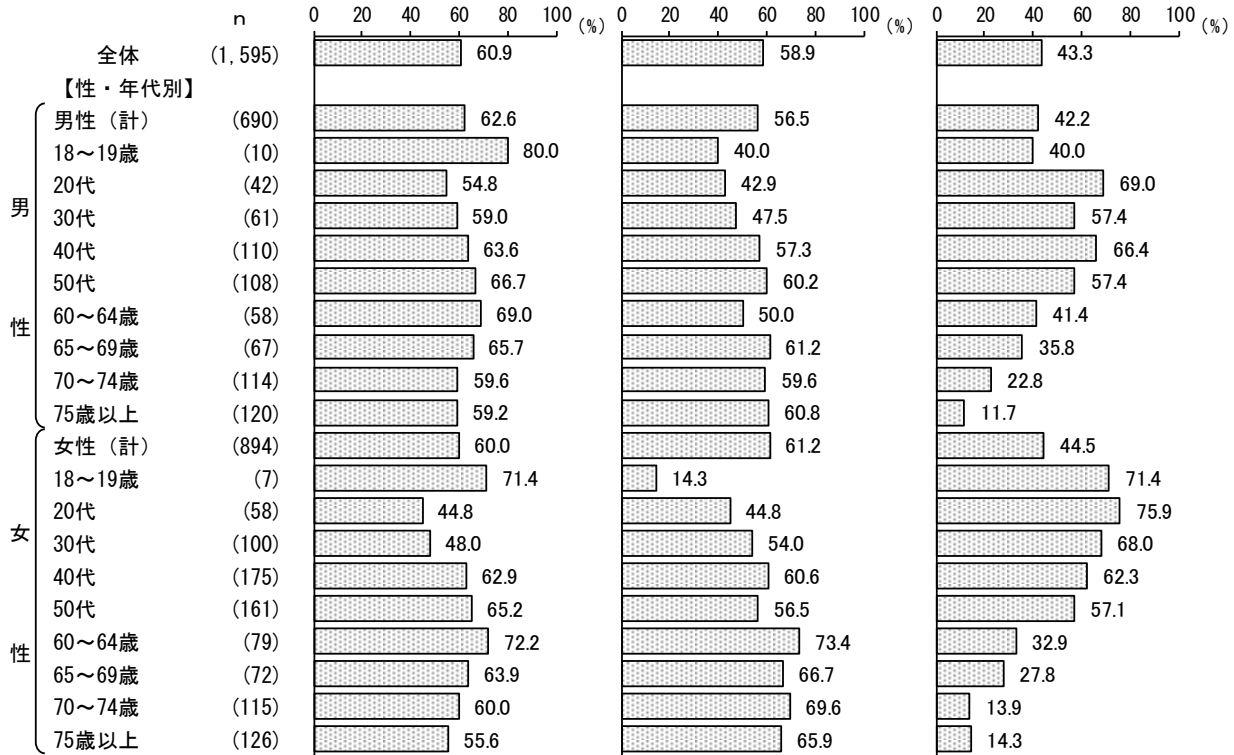 n 0 20 40 60 80 100 (%) 0 20 40 60 80 100 (%) 0 20 40 60 80 100 (%)
全体 (1,595) 60.9 58.9 43.3
【性・年代別】
男性（計） (690) 62.6 56.5 42.2
18～19歳 (10) 80.0 40.0 40.0
20代 (42) 54.8 42.9 69.0
男 30代 (61) 59.0 47.5 57.4
40代 (110) 63.6 57.3 66.4
50代 (108) 66.7 60.2 57.4
性 60～64歳 (58) 69.0 50.0 41.4
65～69歳 (67) 65.7 61.2 35.8
70～74歳 (114) 59.6 59.6 22.8
75歳以上 (120) 59.2 60.8 11.7
女性（計） (894) 60.0 61.2 44.5
18～19歳 (7) 71.4 14.3 71.4
20代 (58) 44.8 44.8 75.9
女 30代 (100) 48.0 54.0 68.0
40代 (175) 62.9 60.6 62.3
50代 (161) 65.2 56.5 57.1
性 60～64歳 (79) 72.2 73.4 32.9
65～69歳 (72) 63.9 66.7 27.8
70～74歳 (115) 60.0 69.6 13.9
75歳以上 (126) 55.6 65.9 14.3